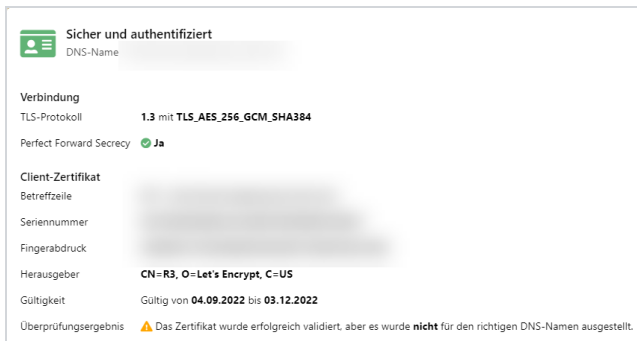 Sicher und authentifiziert
DNS-Name
Verbindung
TLS-Protokoll 1.3 mit TLS_AES_256_GCM_SHA384
Perfect Forward Secrecy Ja
Client-Zertifikat
Betreffzeile
Seriennummer
Fingerabdruck
Herausgeber CN=R3, O=Let's Encrypt, C=US
Gültigkeit Gültig von 04.09.2022 bis 03.12.2022
Überprüfungsergebnis Das Zertifikat wurde erfolgreich validiert, aber es wurde nicht für den richtigen DNS-Namen ausgestellt.